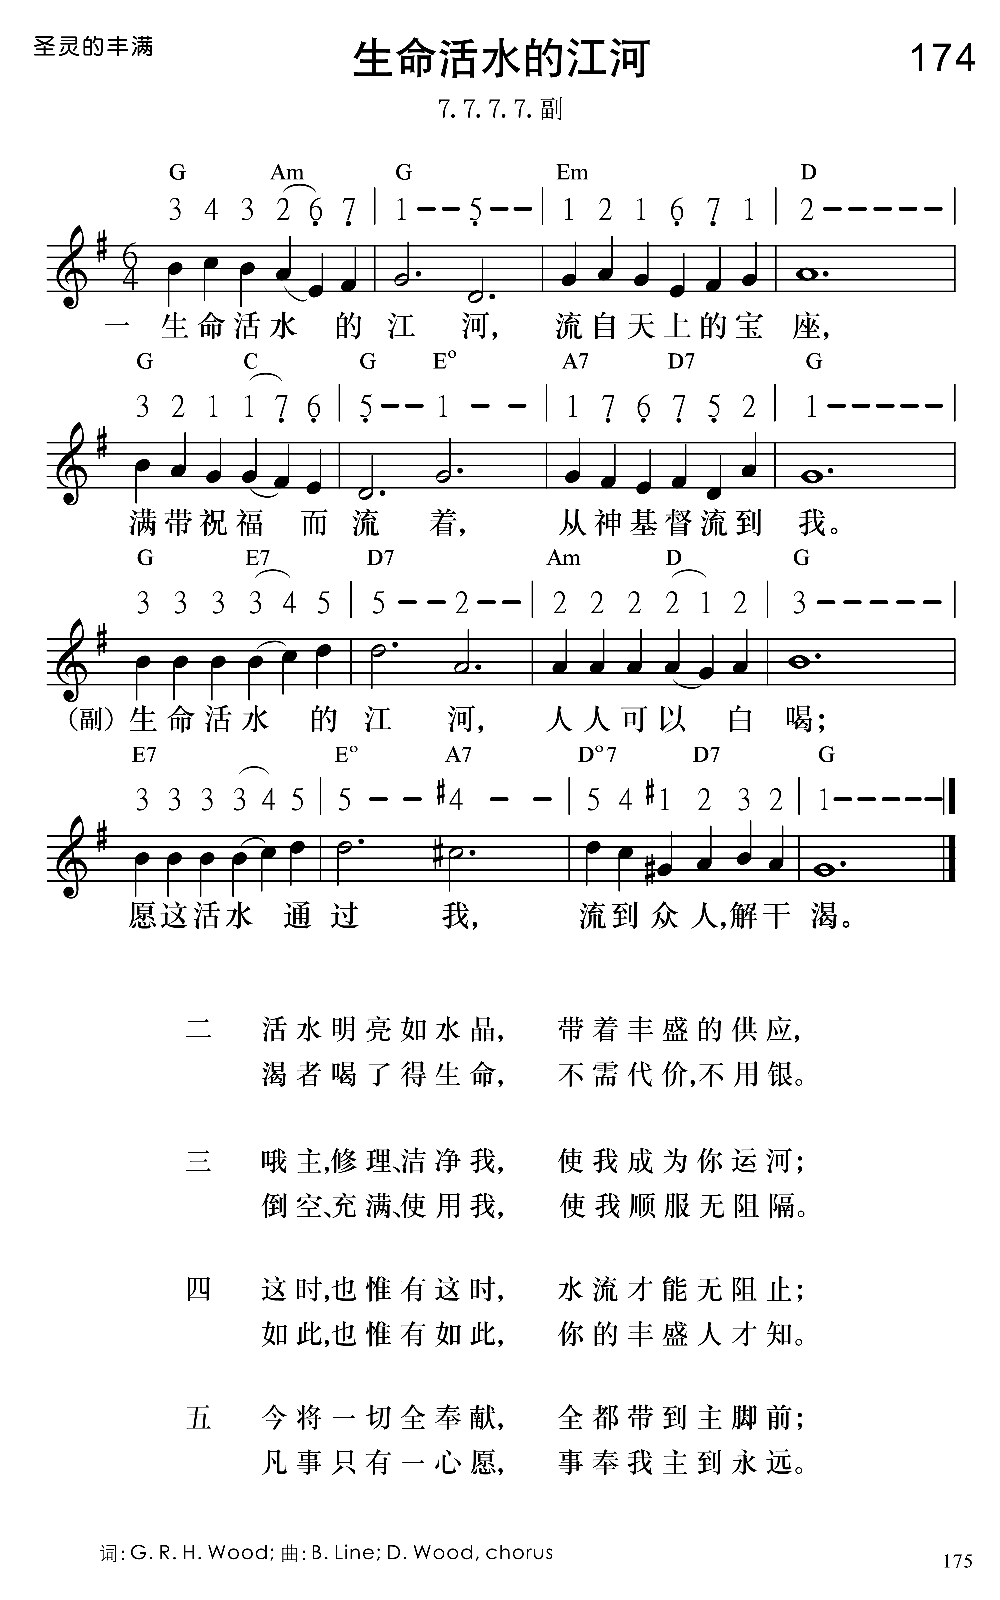 圣灵的丰满
生命活水的江河
174
7. 7. 7. 7. 副
G Am G Em D
3 4 3 2 6̣ 7̣ | 1 – – 5̣ – – | 1 2 1 6̣ 7̣ 1 | 2 – – – – – |
6
4
一 生命活水 的 江 河, 流自天上的宝 座,
G C G E° A7 D7 G
3 2 1 1 7̣ 6̣ | 5̣ – – 1 – – | 1 7̣ 6̣ 7̣ 5̣ 2 | 1 – – – – – |
满带祝福 而 流 着, 从神基督流到 我。
G E7 D7 Am D G
3 3 3 3 4 5 | 5 – – 2 – – | 2 2 2 2 1 2 | 3 – – – – – |
(副) 生命活水 的 江 河, 人人可以 白 喝;
E7 E° A7 D°7 D7 G
3 3 3 3 4 5 | 5 – – #4 – – | 5 4 #1 2 3 2 | 1 – – – – – |
愿这活水 通 过 我, 流到众人,解干 渴。
二 活水明亮如水品, 带着丰盛的供应,
渴者喝了得生命, 不需代价,不用银。
三 哦主,修理、洁净我, 使我成为你运河;
倒空、充满、使用我, 使我顺服无阻隔。
四 这时,也惟有这时, 水流才能无阻止;
如此,也惟有如此, 你的丰盛人才知。
五 今将一切全奉献, 全都带到主脚前;
凡事只有一心愿, 事奉我主到永远。
词: G. R. H. Wood; 曲: B. Line; D. Wood, chorus
175